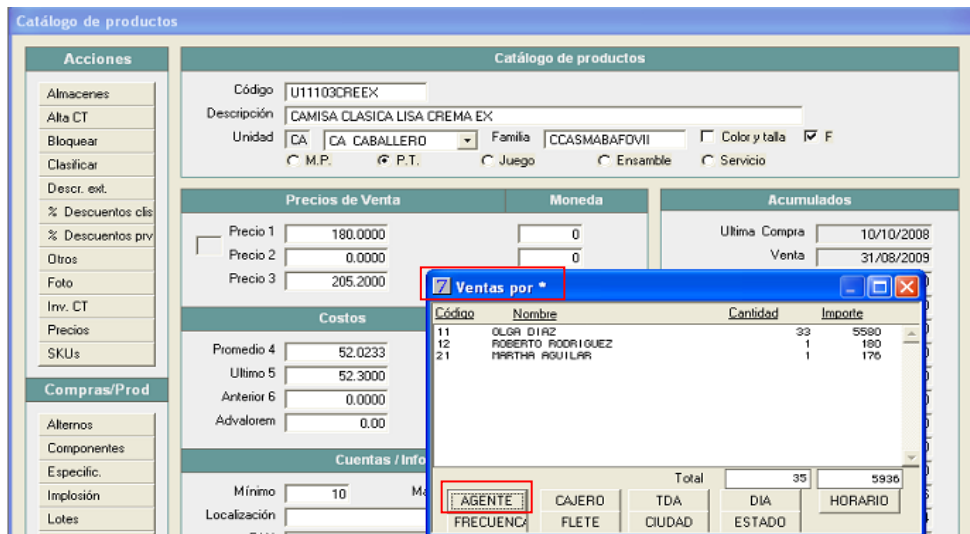 Catálogo de productos
Acciones
Almacenes
Alta CT
Bloquear
Clasificar
Descr. ext.
% Descuentos clis
% Descuentos prv
Otros
Foto
Inv. CT
Precios
SKUs
Compras/Prod
Alternos
Componentes
Especific.
Implosión
Lotes
Catálogo de productos
Código U11103CREEX
Descripción CAMISA CLASICA LISA CREMA EX
Unidad CA CA CABALLERO Familia CCASMABAFOVII Color y talla F
M.P. P.T. Juego Ensamble Servicio
Precios de Venta Moneda
Precio 1 180.0000 0
Precio 2 0.0000 0
Precio 3 205.2000
Acumulados
Ultima Compra 10/10/2008
Venta 31/08/2009
Costos
Promedio 4 52.0233
Ultimo 5 52.3000
Anterior 6 0.0000
Advalorem 0.00
Cuentas / Info
Mínimo 10
Localización
Ventas por *
Código Nombre Cantidad Importe
11 OLGA DIAZ 33 5580
12 ROBERTO RODRIGUEZ 1 180
21 MARTHA AGUILAR 1 176
Total 35 5936
AGENTE CAJERO TDA DIA HORARIO
FRECUENCA FLETE CIUDAD ESTADO